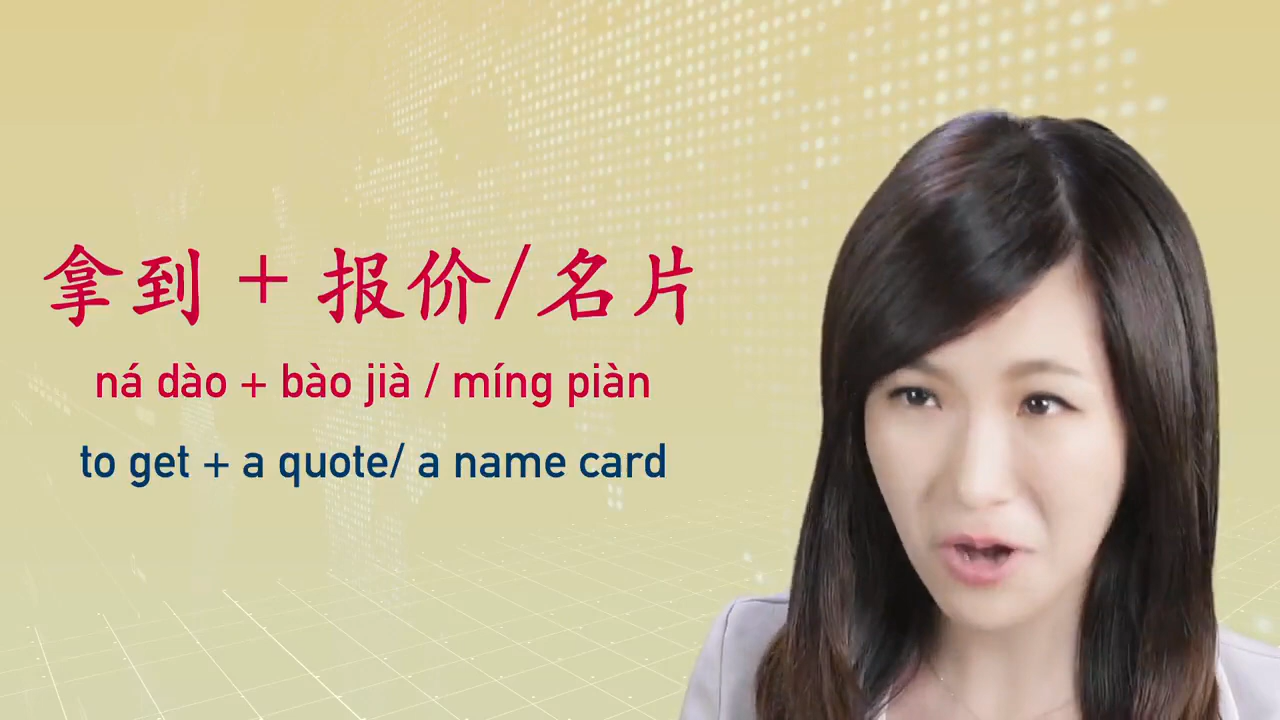 拿到 + 报价/名片
ná dào + bào jià / míng piàn
to get + a quote/ a name card